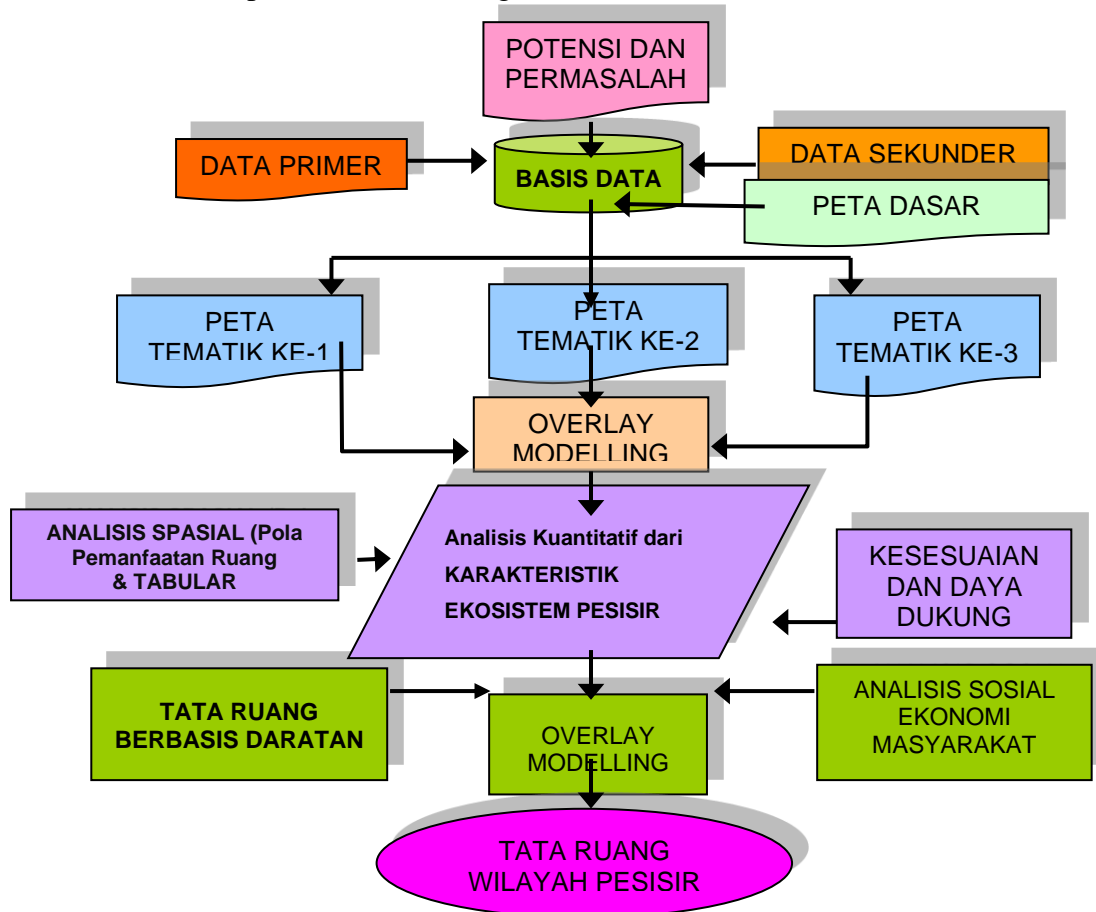 POTENSI DAN
PERMASALAH
DATA PRIMER
BASIS DATA
DATA SEKUNDER
PETA DASAR
PETA
TEMATIK KE-1
PETA
TEMATIK KE-2
PETA
TEMATIK KE-3
OVERLAY
MODELLING
ANALISIS SPASIAL (Pola
Pemanfaatan Ruang
& TABULAR
Analisis Kuantitatif dari
KARAKTERISTIK
EKOSISTEM PESISIR
KESESUAIAN
DAN DAYA
DUKUNG
TATA RUANG
BERBASIS DARATAN
OVERLAY
MODELLING
ANALISIS SOSIAL
EKONOMI
MASYARAKAT
TATA RUANG
WILAYAH PESISIR